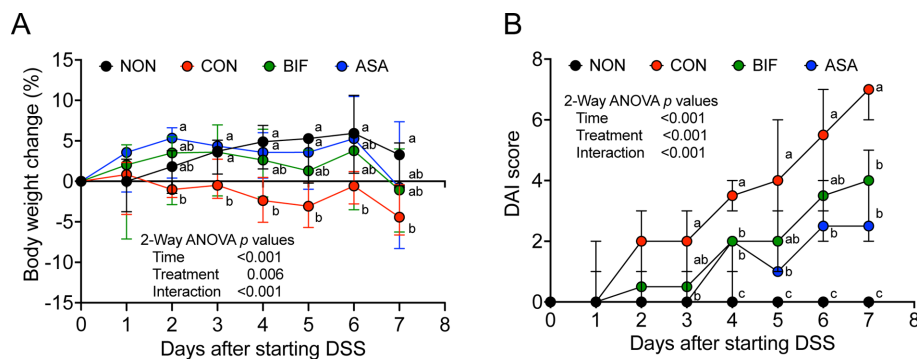 A
NON CON BIF ASA
15
10
5
0
-5
-10
-15
Body weight change (%)
a a a a a
ab ab ab ab ab
a
ab
ab
b b b b b b
2-Way ANOVA p values
Time <0.001
Treatment 0.006
Interaction <0.001
0 1 2 3 4 5 6 7 8
Days after starting DSS
B
NON CON BIF ASA
8
6
4
2
0
DAI score
2-Way ANOVA p values
Time <0.001
Treatment <0.001
Interaction <0.001
a a a a a
ab b ab ab b
b b b b
c c c c
0 1 2 3 4 5 6 7 8
Days after starting DSS